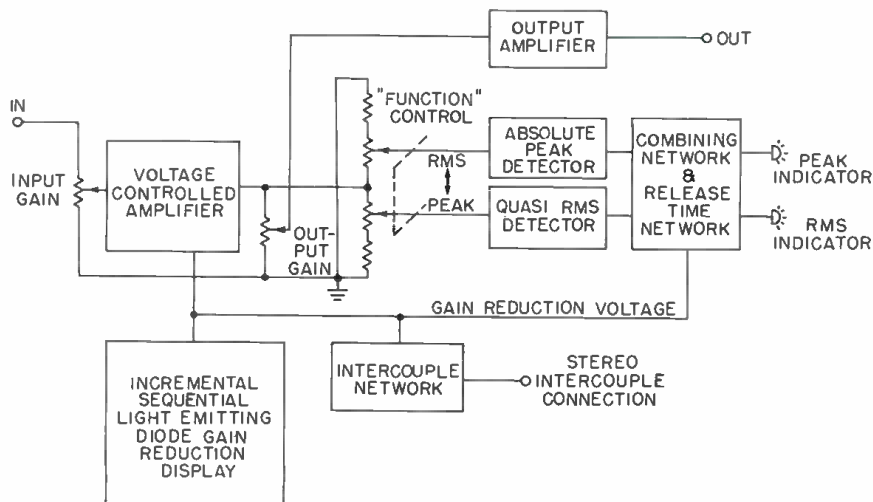 OUTPUT
AMPLIFIER
OUT
IN
"FUNCTION"
CONTROL
INPUT
GAIN
VOLTAGE
CONTROLLED
AMPLIFIER
RMS
PEAK
ABSOLUTE
PEAK
DETECTOR
QUASI RMS
DETECTOR
COMBINING
NETWORK
&
RELEASE
TIME
NETWORK
PEAK
INDICATOR
RMS
INDICATOR
OUT-
PUT
GAIN
GAIN REDUCTION VOLTAGE
INCREMENTAL
SEQUENTIAL
LIGHT EMITTING
DIODE GAIN
REDUCTION
DISPLAY
INTERCOUPLE
NETWORK
STEREO
INTERCOUPLE
CONNECTION